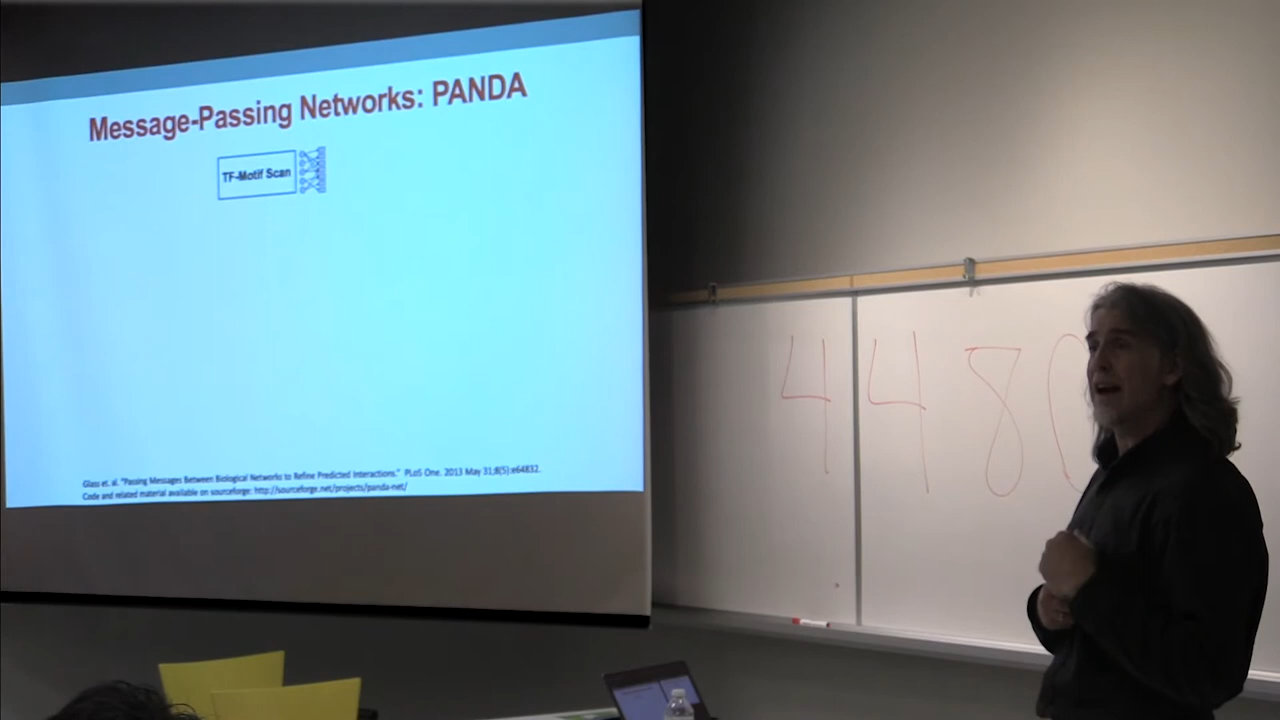 Message-Passing Networks: PANDA
TF-Motif Scan
Glass et. al. "Passing Messages Between Biological Networks to Refine Predicted Interactions." PLoS One. 2013 May 31;8(5):e64832.
Code and related material available on sourceforge: http://sourceforge.net/projects/panda-net/
4480